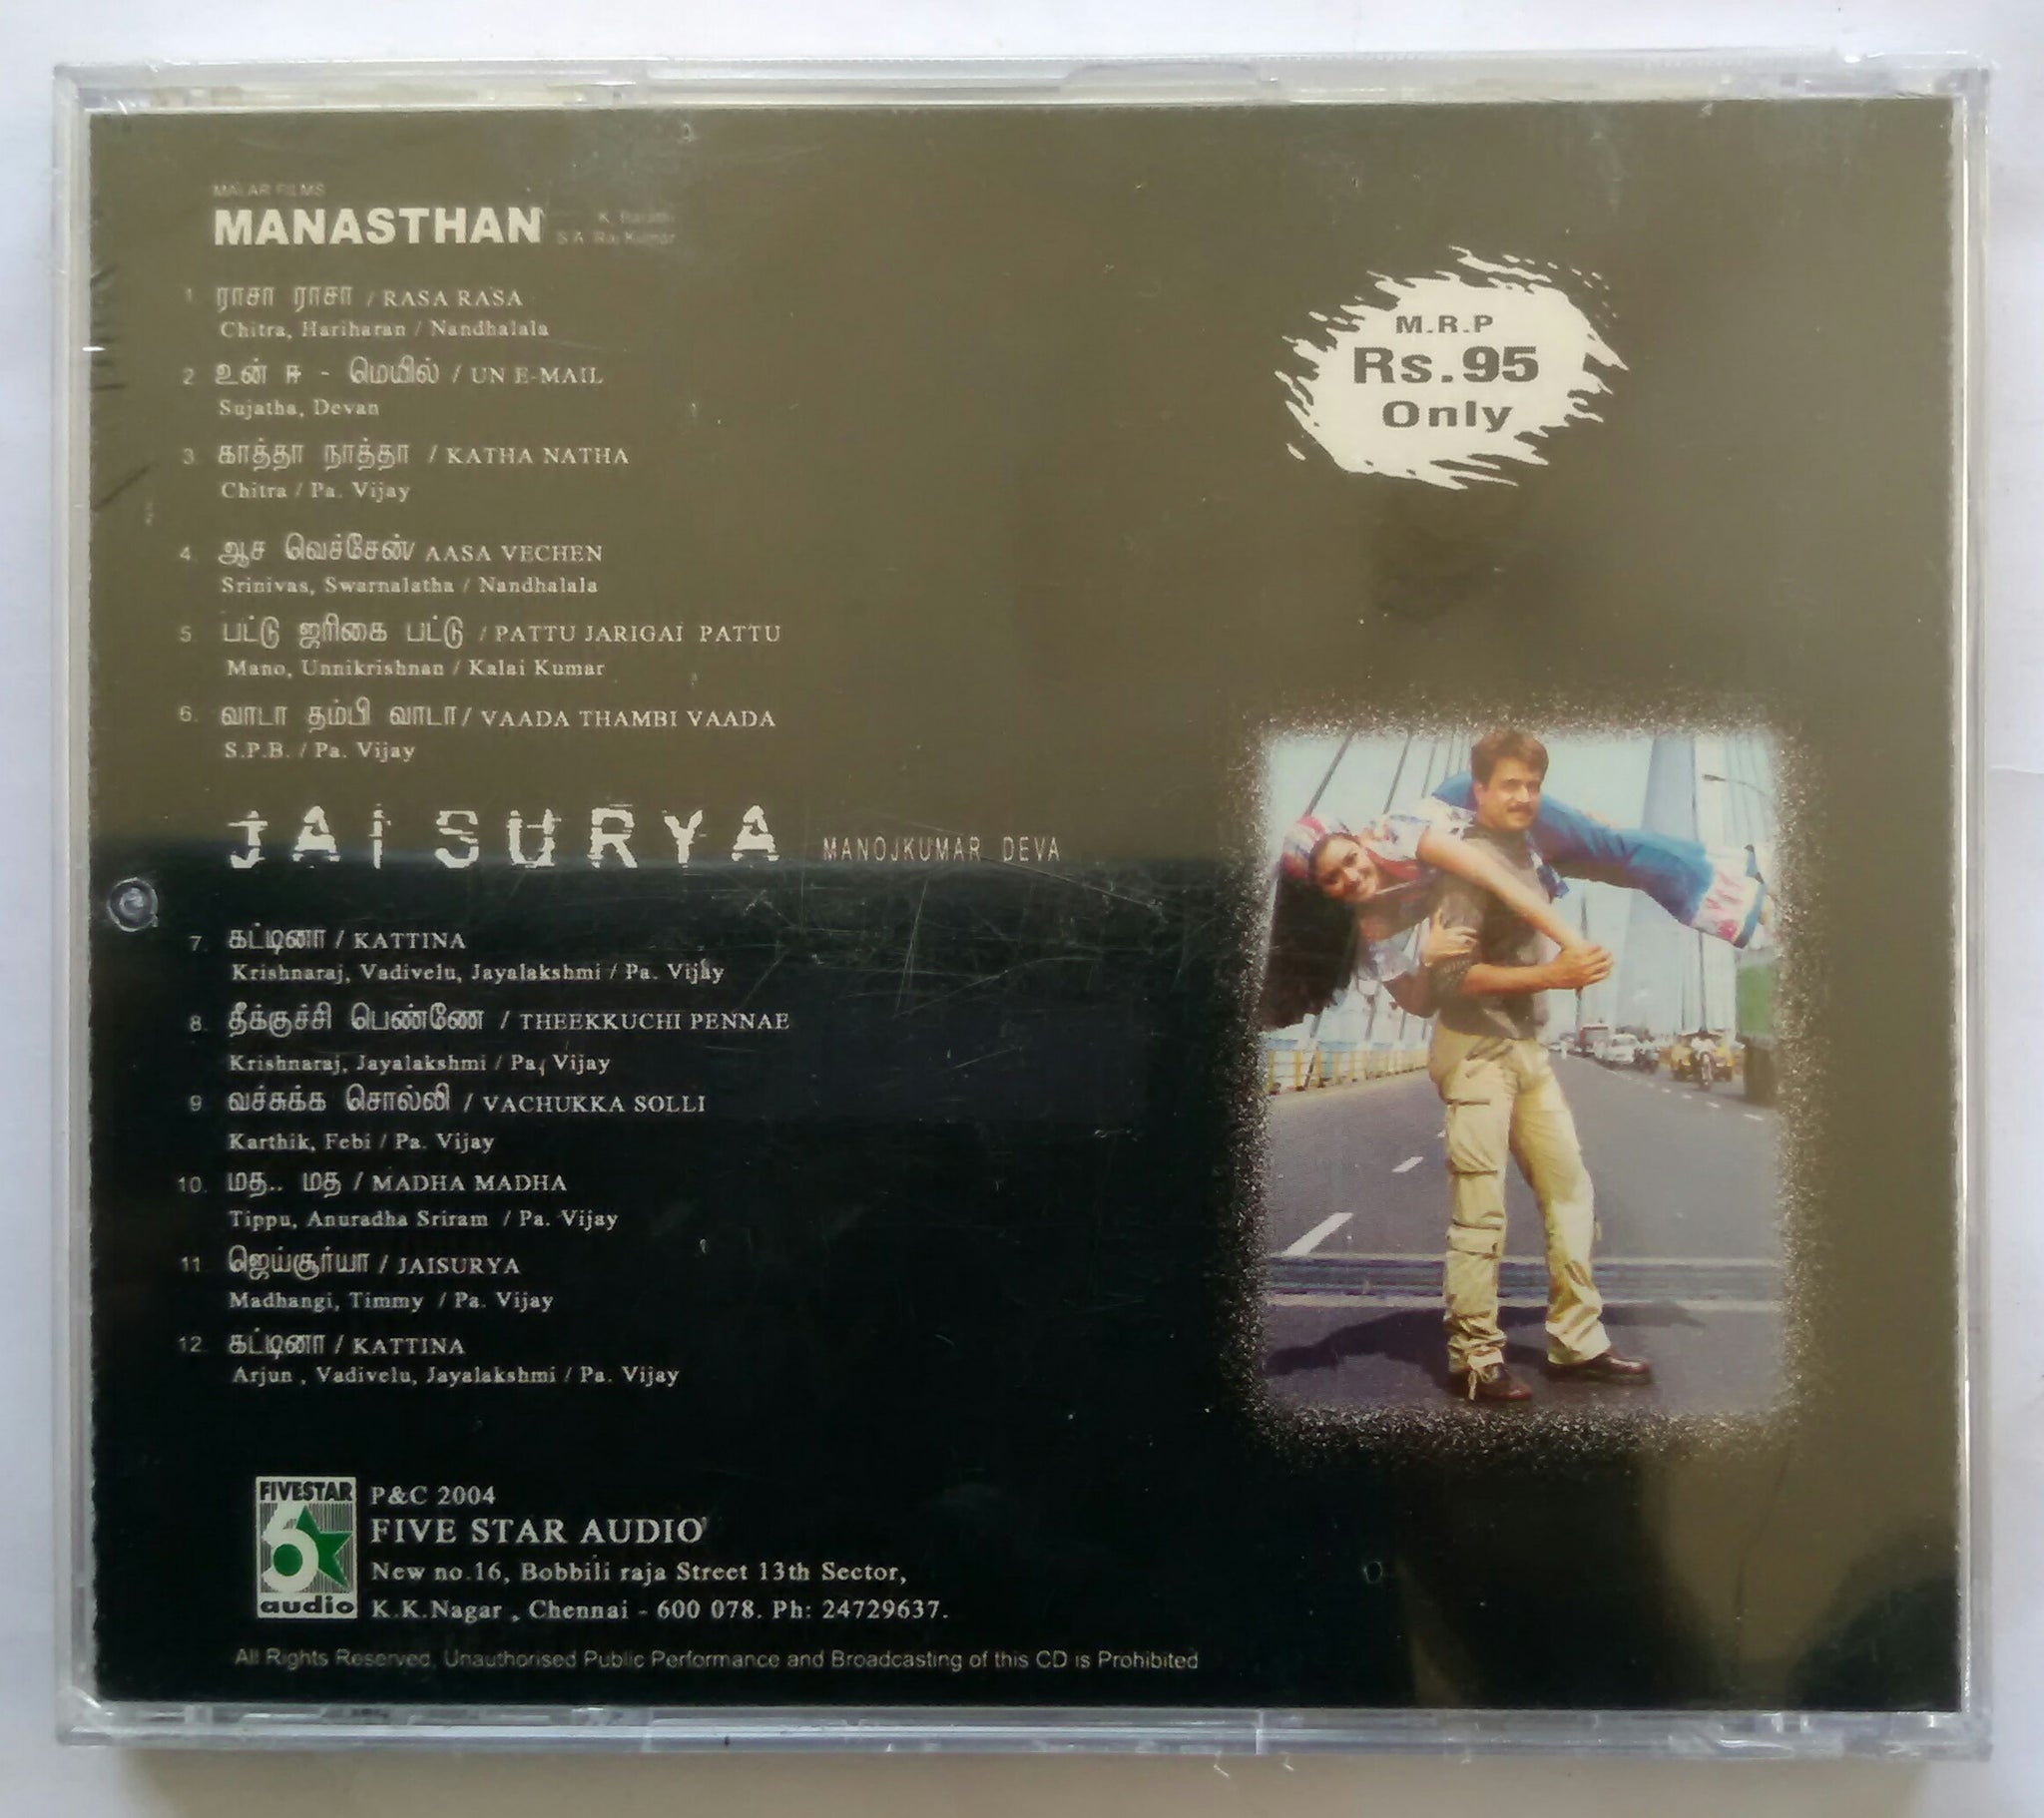 MALAR FILMS
MANASTHAN
K. Barathi
S.A. Raj Kumar
1. ராசா ராசா / RASA RASA
Chitra, Hariharan / Nandhalala
2. உன் ஈ - மெயில் / UN E-MAIL
Sujatha, Devan
3. காத்தா நாத்தா / KATHA NATHA
Chitra / Pa. Vijay
4. ஆச வெச்சேன்/ AASA VECHEN
Srinivas, Swarnalatha / Nandhalala
5. பட்டு ஜரிகை பட்டு / PATTU JARIGAI PATTU
Mano, Unnikrishnan / Kalai Kumar
6. வாடா தம்பி வாடா/ VAADA THAMBI VAADA
S.P.B. / Pa. Vijay
JAISURYA MANOJKUMAR DEVA
7. கட்டினா / KATTINA
Krishnaraj, Vadivelu, Jayalakshmi / Pa. Vijay
8. தீக்குச்சி பெண்ணே / THEEKKUCHI PENNAE
Krishnaraj, Jayalakshmi / Pa. Vijay
9 வச்சுக்க சொல்லி / VACHUKKA SOLLI
Karthik, Febi / Pa. Vijay
10. மத.. மத / MADHA MADHA
Tippu, Anuradha Sriram / Pa. Vijay
11. ஜெய்சூர்யா / JAISURYA
Madhangi, Timmy / Pa. Vijay
12. கட்டினா / KATTINA
Arjun , Vadivelu, Jayalakshmi / Pa. Vijay
M.R.P
Rs.95
Only
FIVESTAR
5
audio
P&C 2004
FIVE STAR AUDIO
New no.16, Bobbili raja Street 13th Sector,
K.K.Nagar , Chennai - 600 078. Ph: 24729637.
All Rights Reserved, Unauthorised Public Performance and Broadcasting of this CD is Prohibited